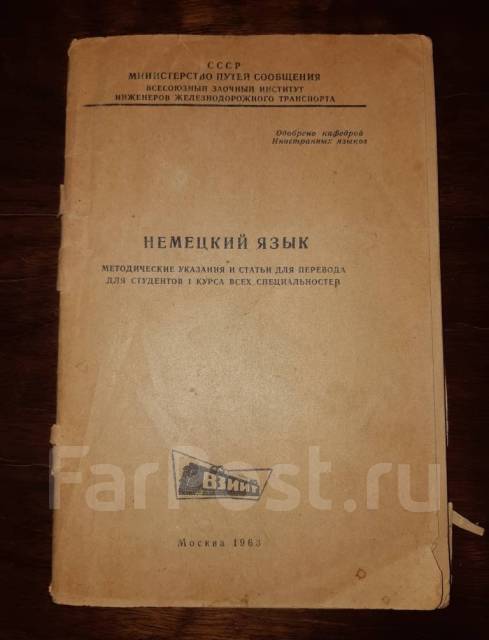 СССР
МИНИСТЕРСТВО ПУТЕЙ СООБЩЕНИЯ
ВСЕСОЮЗНЫЙ ЗАОЧНЫЙ ИНСТИТУТ
ИНЖЕНЕРОВ ЖЕЛЕЗНОДОРОЖНОГО ТРАНСПОРТА
Одобрено кафедрой
Иностранных языков
НЕМЕЦКИЙ ЯЗЫК
МЕТОДИЧЕСКИЕ УКАЗАНИЯ И СТАТЬИ ДЛЯ ПЕРЕВОДА
ДЛЯ СТУДЕНТОВ I КУРСА ВСЕХ СПЕЦИАЛЬНОСТЕЙ
ВЗИИТ
FarPost.ru
Москва 1963